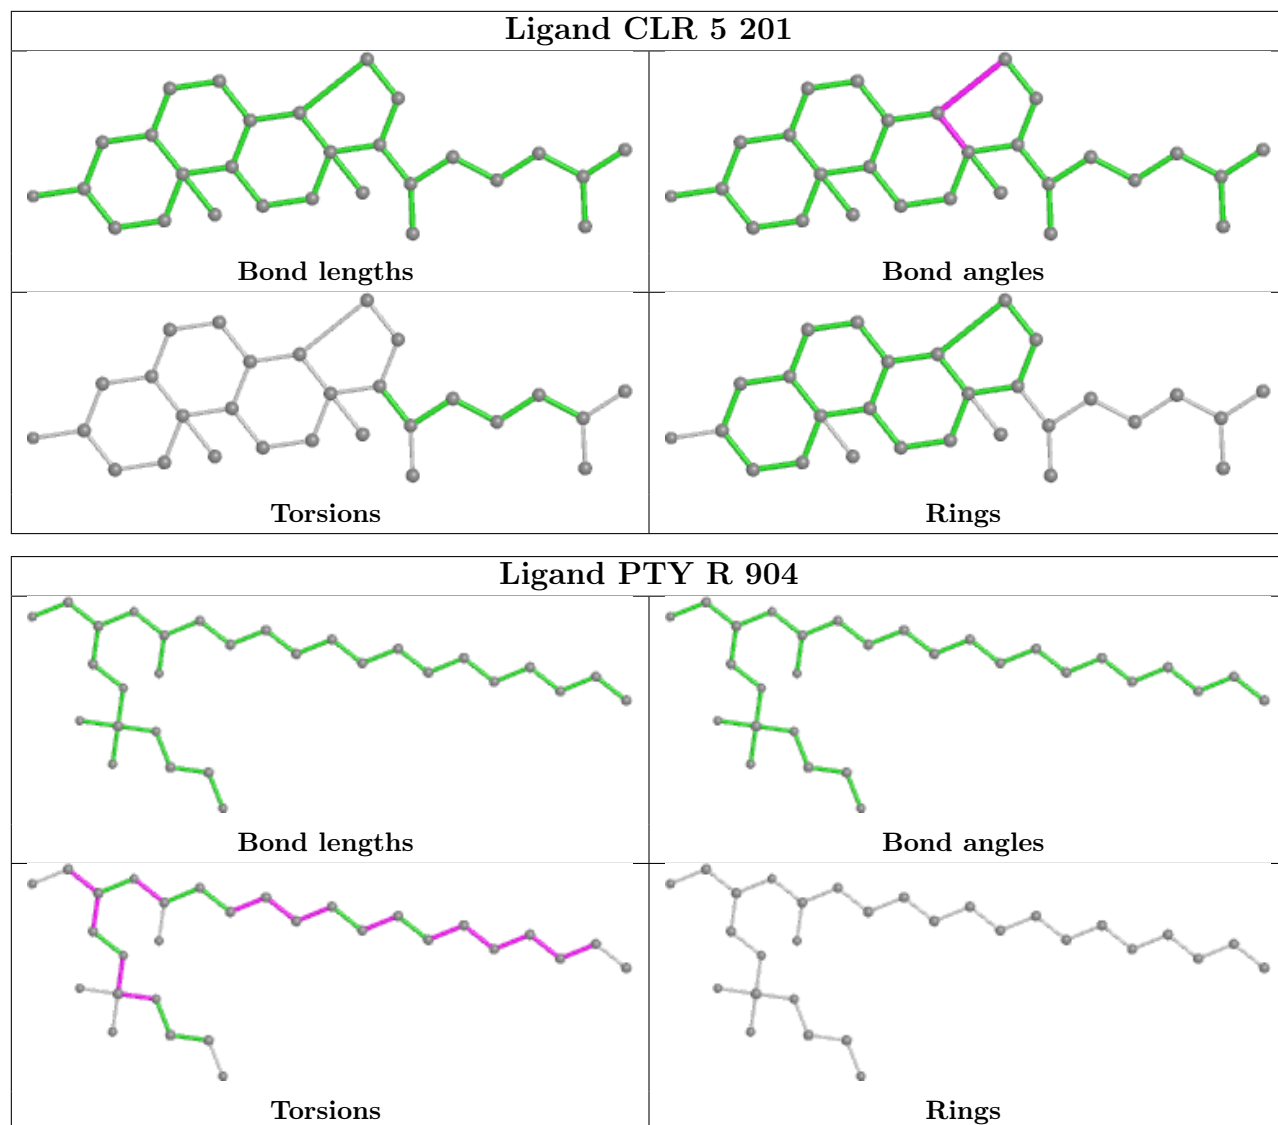 Ligand CLR 5 201
Bond lengths
Bond angles
Torsions
Rings
Ligand PTY R 904
Bond lengths
Bond angles
Torsions
Rings